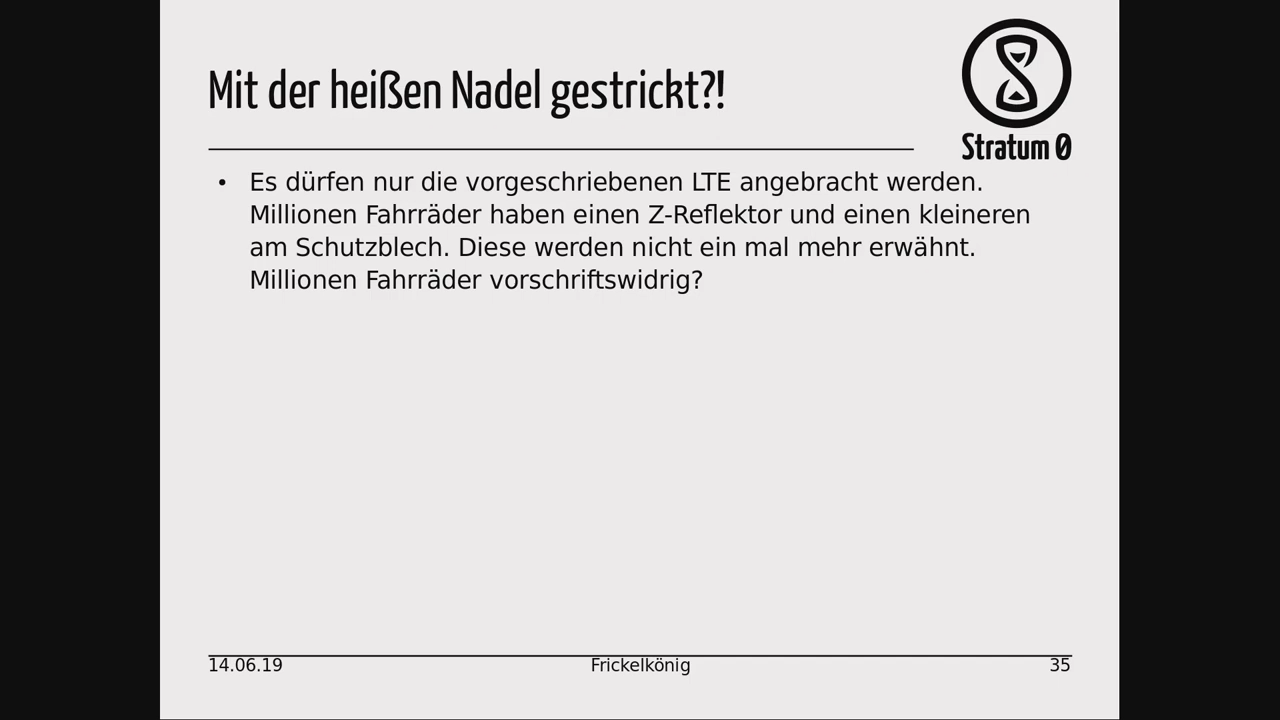 Mit der heißen Nadel gestrickt?!
Stratum 0
• Es dürfen nur die vorgeschriebenen LTE angebracht werden.
Millionen Fahrräder haben einen Z-Reflektor und einen kleineren
am Schutzblech. Diese werden nicht ein mal mehr erwähnt.
Millionen Fahrräder vorschriftswidrig?
14.06.19
Frickelkönig
35